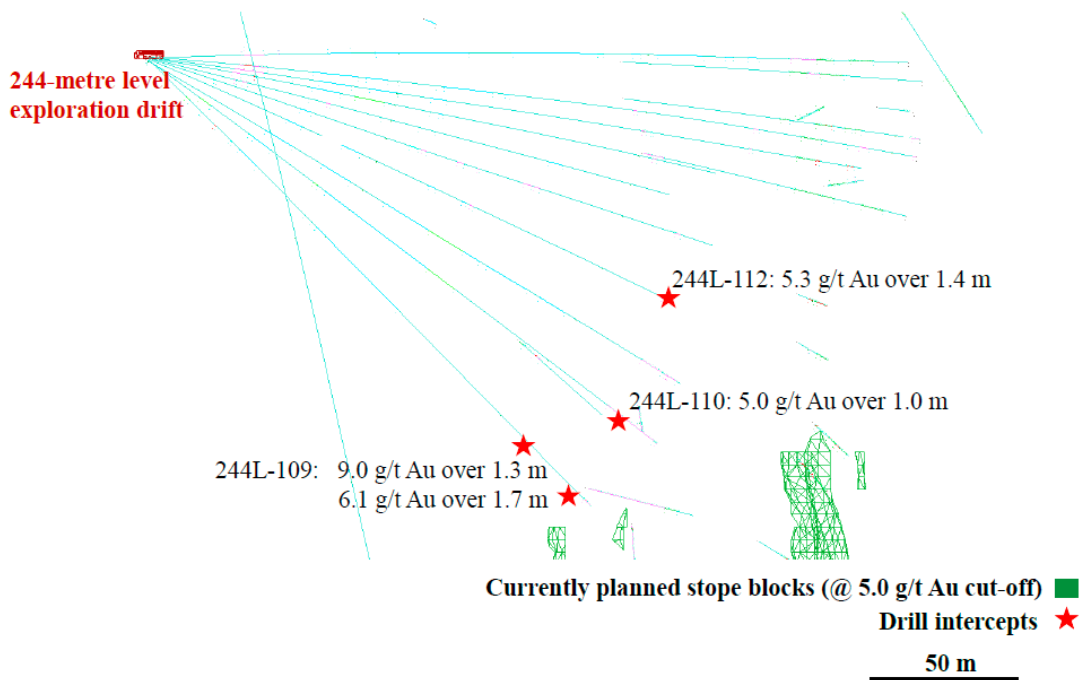 244-metre level
exploration drift
244L-112: 5.3 g/t Au over 1.4 m
244L-110: 5.0 g/t Au over 1.0 m
244L-109: 9.0 g/t Au over 1.3 m
6.1 g/t Au over 1.7 m
Currently planned stope blocks (@ 5.0 g/t Au cut-off)
Drill intercepts
50 m